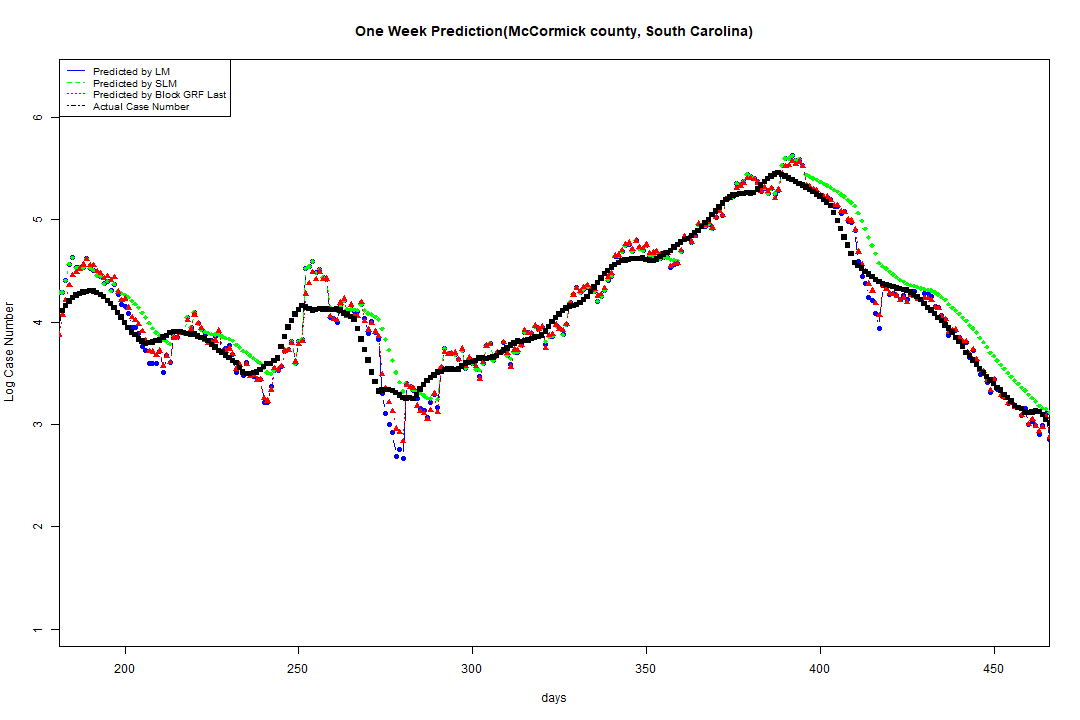 One Week Prediction(McCormick county, South Carolina)
Predicted by LM
Predicted by SLM
Predicted by Block GRF Last
Actual Case Number
6
5
4
3
2
1
Log Case Number
200 250 300 350 400 450
days